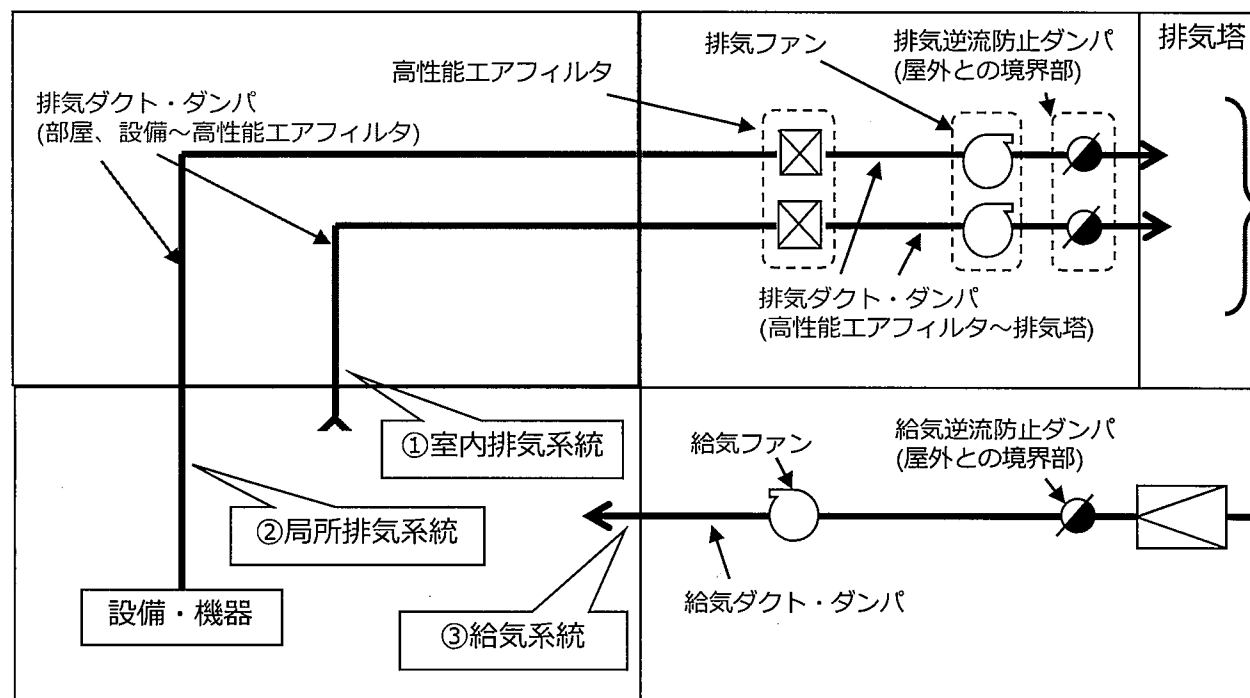 排気ファン
排気逆流防止ダンパ
(屋外との境界部)
排気塔
高性能エアフィルタ
排気ダクト・ダンパ
(部屋、設備～高性能エアフィルタ)
排気ダクト・ダンパ
(高性能エアフィルタ～排気塔)
①室内排気系統
給気ファン
給気逆流防止ダンパ
(屋外との境界部)
②局所排気系統
設備・機器
③給気系統
給気ダクト・ダンパ